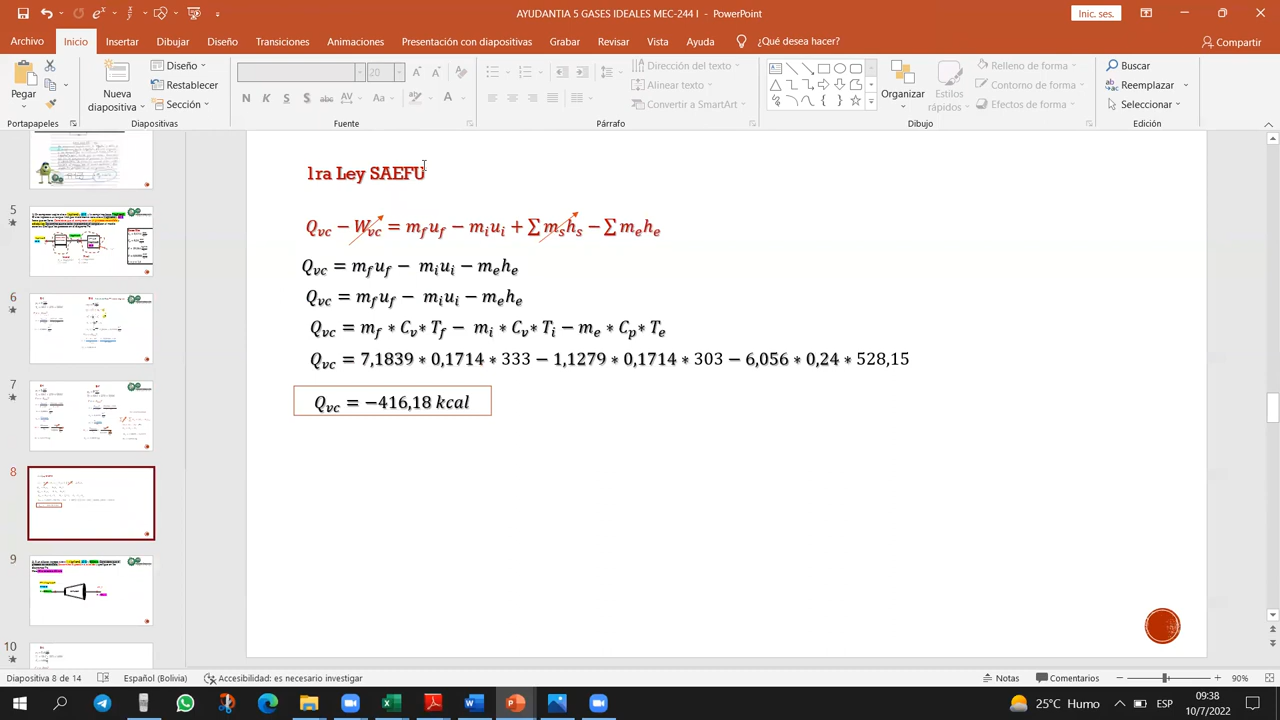 AYUDANTIA 5 GASES IDEALES MEC-244 I - PowerPoint
Inic. ses.
Archivo Inicio Insertar Dibujar Diseño Transiciones Animaciones Presentación con diapositivas Grabar Revisar Vista Ayuda ¿Qué desea hacer? Compartir
Pegar
Nueva diapositiva
Diseño
Restablecer
Sección
20
N K S S abc AV Aa A
Dirección del texto
Alinear texto
Convertir a SmartArt
Organizar
Estilos rápidos
Relleno de forma
Contorno de forma
Efectos de forma
Buscar
Reemplazar
Seleccionar
Portapapeles Diapositivas Fuente Párrafo Dibujo Edición
5
6
7
8
9
10
1ra Ley SAEFU
Q_vc − W_vc = m_f u_f − m_i u_i + ∑ m_s h_s − ∑ m_e h_e
Q_vc = m_f u_f − m_i u_i − m_e h_e
Q_vc = m_f u_f − m_i u_i − m_e h_e
Q_vc = m_f * C_v * T_f − m_i * C_v * T_i − m_e * C_p * T_e
Q_vc = 7,1839 * 0,1714 * 333 − 1,1279 * 0,1714 * 303 − 6,056 * 0,24 * 528,15
Q_vc = −416,18 kcal
Diapositiva 8 de 14 Español (Bolivia) Accesibilidad: es necesario investigar Notas Comentarios 90%
25°C Humo ESP 09:38
10/7/2022